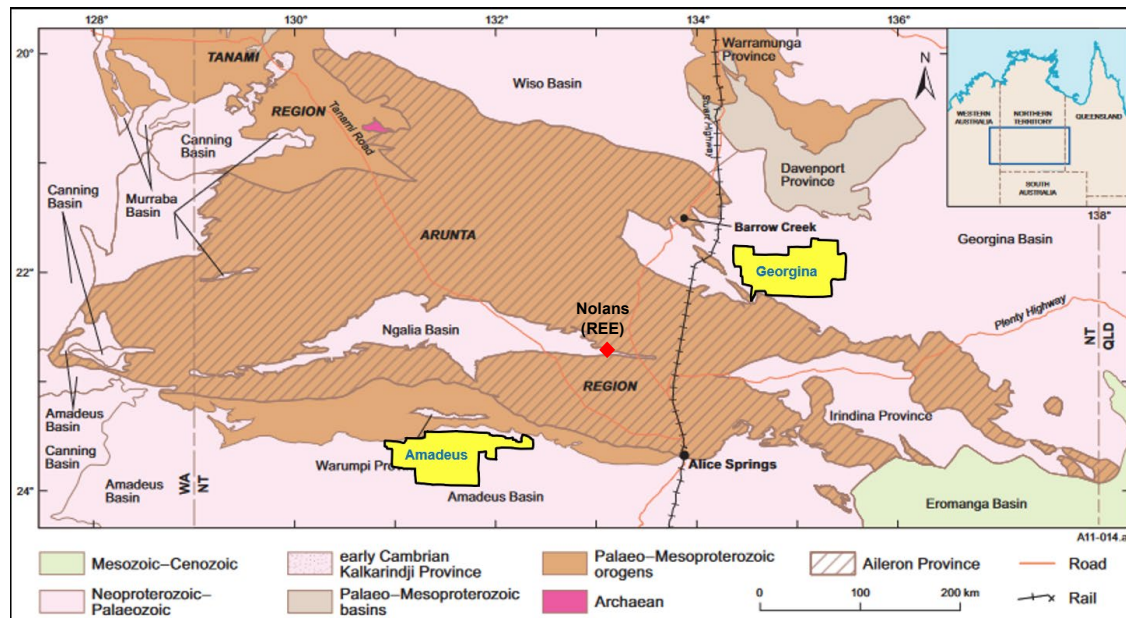 128°
130°
132°
134°
136°
20°
22°
24°
138°
TANAMI
REGION
Tanami Road
Wiso Basin
Warramunga
Province
Stuart Highway
N
WESTERN
AUSTRALIA
NORTHERN
TERRITORY
QUEENSLAND
SOUTH
AUSTRALIA
Canning
Basin
Canning
Basin
Murraba
Basin
Davenport
Province
ARUNTA
Barrow Creek
Georgina Basin
Georgina
Nolans
(REE)
Ngalia Basin
Plenty Highway
NT
QLD
REGION
Amadeus
Basin
Canning
Basin
Irindina Province
Amadeus
Warumpi Pro
Alice Springs
Amadeus
Basin
WA
NT
Amadeus Basin
Eromanga Basin
A11-014.a
Mesozoic–Cenozoic
early Cambrian
Kalkarindji Province
Palaeo–Mesoproterozoic
orogens
Aileron Province
Road
Neoproterozoic–
Palaeozoic
Palaeo–Mesoproterozoic
basins
Archaean
0
100
200 km
Rail